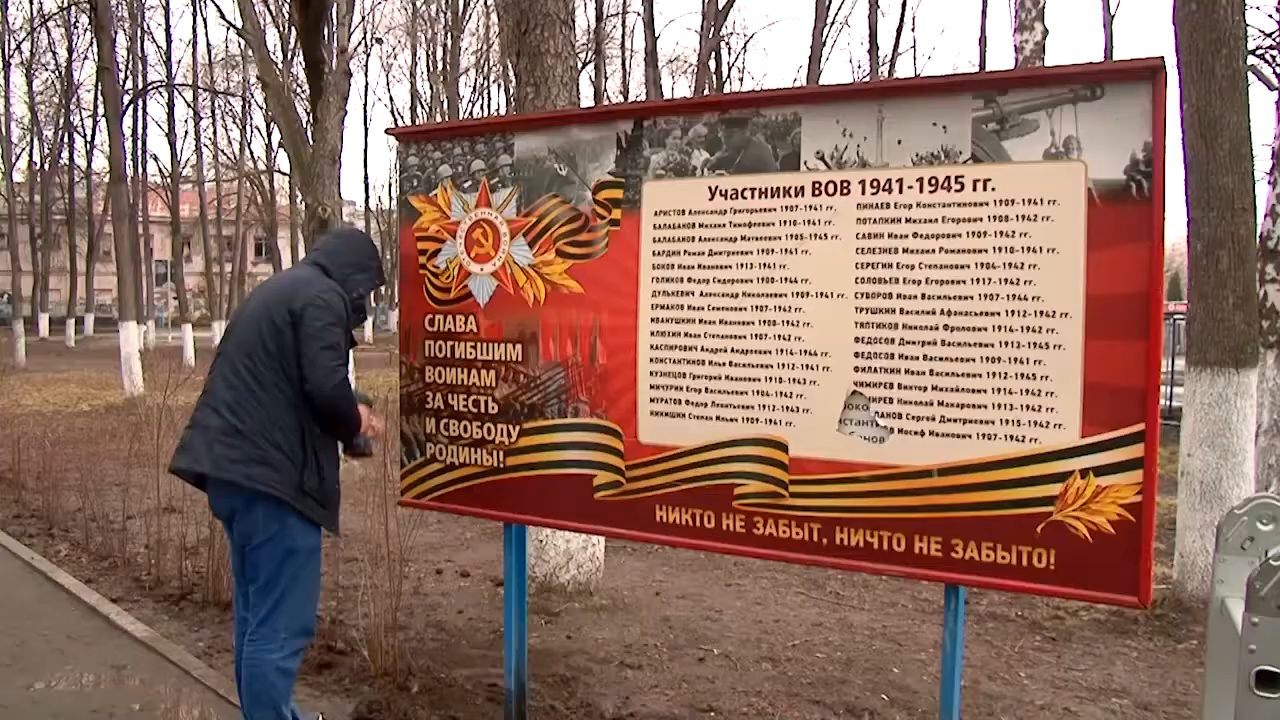 Участники ВОВ 1941-1945 гг.
АРИСТОВ Александр Григорьевич 1907-1941 гг.
БАЛАБАНОВ Михаил Тимофеевич 1910-1941 гг.
БАЛАБАНОВ Александр Матвеевич 1905-1945 гг.
БАРДИН Роман Дмитриевич 1909-1941 гг.
БОКОВ Иван Иванович 1913-1941 гг.
ГОЛИКОВ Федор Сидорович 1900-1944 гг.
ДУЛЬКЕВИЧ Александр Николаевич 1909-1941 гг.
ЕРМАКОВ Иван Семенович 1907-1942 гг.
ИВАНУШКИН Иван Иванович 1908-1942 гг.
ИЛЮХИН Иван Степанович 1907-1942 гг.
КАСПИРОВИЧ Андрей Андреевич 1914-1944 гг.
КОНСТАНТИНОВ Илья Васильевич 1912-1941 гг.
КУЗНЕЦОВ Григорий Иванович 1910-1943 гг.
МИЧУРИН Егор Васильевич 1904-1942 гг.
МУРАТОВ Федор Леонтьевич 1912-1943 гг.
НИКИШИН Степан Ильич 1909-1941 гг.
ПИНАЕВ Егор Константинович 1909-1941 гг.
ПОТАПКИН Михаил Егорович 1908-1942 гг.
САВИН Иван Федорович 1909-1942 гг.
СЕЛЕЗНЕВ Михаил Романович 1910-1941 гг.
СЕРЕГИН Егор Степанович 1904-1942 гг.
СОЛОВЬЕВ Егор Егорович 1917-1942 гг.
СУВОРОВ Иван Васильевич 1907-1944 гг.
ТРУШКИН Василий Афанасьевич 1912-1942 гг.
ТЯПТИКОВ Николай Фролович 1914-1942 гг.
ФЕДОСОВ Дмитрий Васильевич 1913-1945 гг.
ФЕДОСОВ Иван Васильевич 1909-1941 гг.
ФИЛАТКИН Иван Васильевич 1912-1945 гг.
ЧИМИРЕВ Виктор Михайлович 1914-1942 гг.
МИРЕВ Николай Макарович 1913-1942 гг.
ЛАНОВ Сергей Дмитриевич 1915-1942 гг.
В Иосиф Иванович 1907-1942 гг.
СЛАВА
ПОГИБШИМ
ВОИНАМ
ЗА ЧЕСТЬ
И СВОБОДУ
РОДИНЫ!
НИКТО НЕ ЗАБЫТ, НИЧТО НЕ ЗАБЫТО!